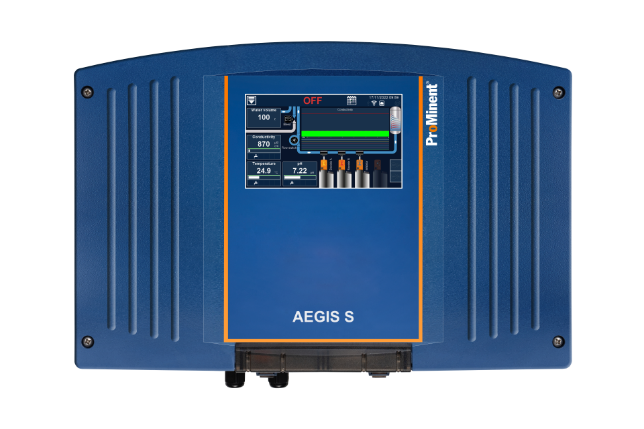 OFF
Water volume
100
Conductivity
870
Temperature
24.9
pH
7.22
ProMinent®
AEGIS S